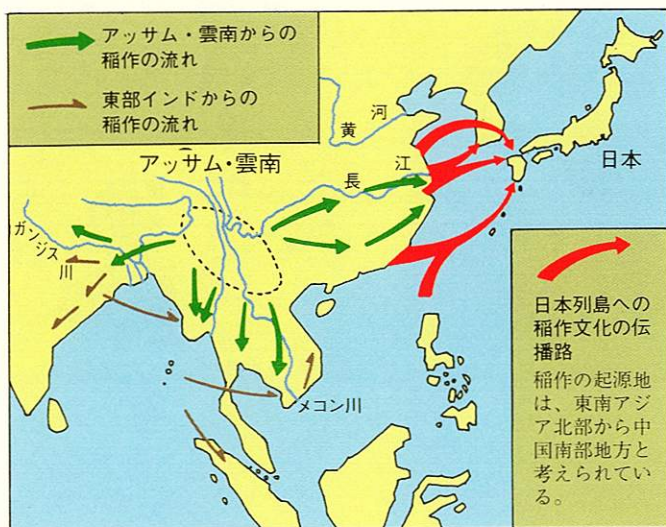 アッサム・雲南からの
稲作の流れ
東部インドからの
稲作の流れ
アッサム・雲南
黄河
長江
日本
ガンジス川
メコン川
日本列島への
稲作文化の伝
播路
稲作の起源地
は、東南アジ
ア北部から中
国南部地方と
考えられてい
る。